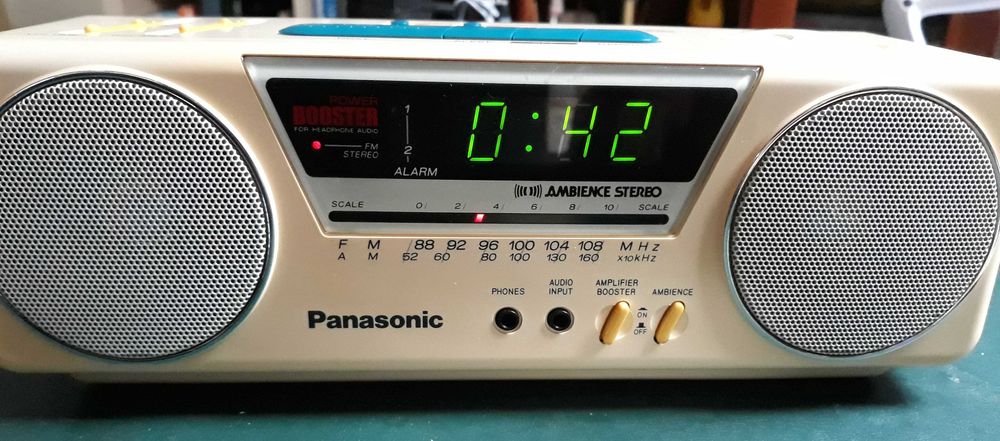 POWER
BOOSTER
FOR HEADPHONE AUDIO
FM
STEREO
1
2
ALARM
0:42
AMBIENCE STEREO
SCALE 0/ 2/ 4/ 6/ 8/ 10/ SCALE
F M 88 92 96 100 104 108 M Hz
A M 52 60 80 100 130 160 x10kHz
PHONES
AUDIO
INPUT
AMPLIFIER
BOOSTER
AMBIENCE
ON
OFF
Panasonic